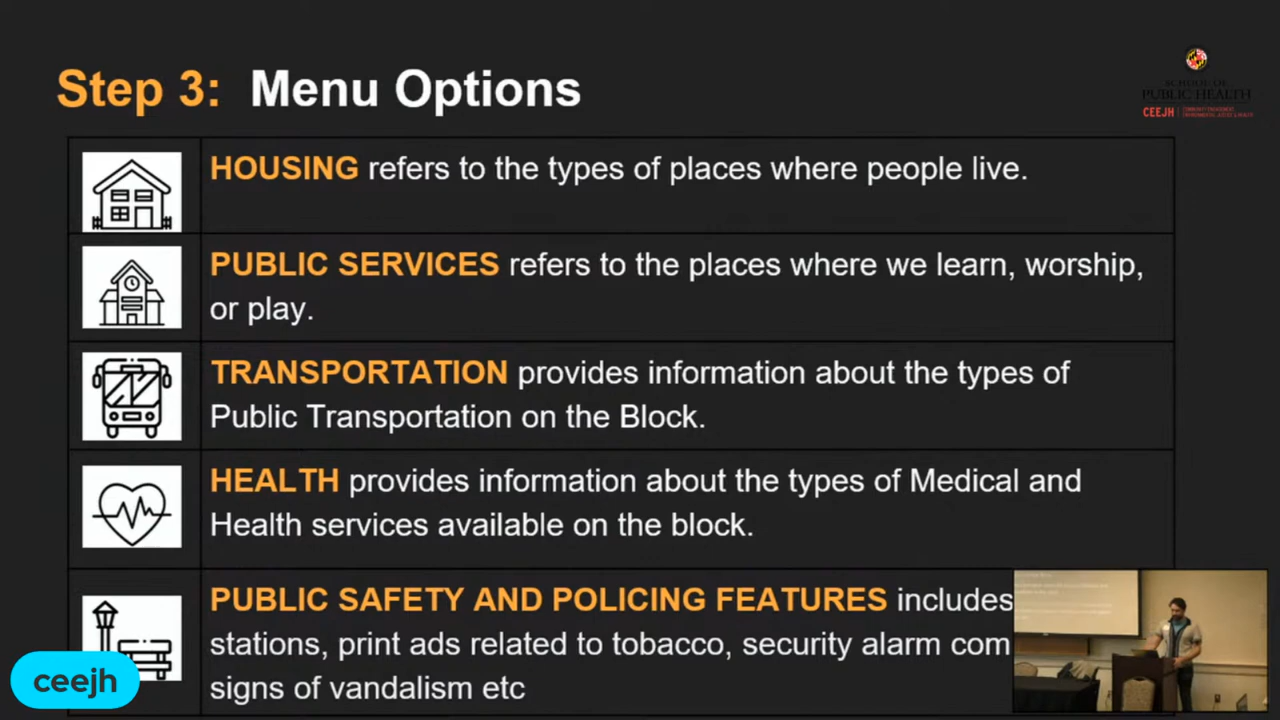 Step 3: Menu Options
SCHOOL OF
PUBLIC HEALTH
CEEJH
HOUSING refers to the types of places where people live.
PUBLIC SERVICES refers to the places where we learn, worship,
or play.
TRANSPORTATION provides information about the types of
Public Transportation on the Block.
HEALTH provides information about the types of Medical and
Health services available on the block.
PUBLIC SAFETY AND POLICING FEATURES includes
stations, print ads related to tobacco, security alarm com
signs of vandalism etc
ceejh